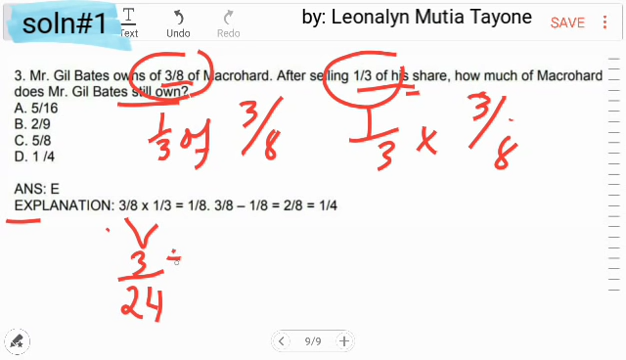 soln#1
Text
Undo
Redo
by: Leonalyn Mutia Tayone
SAVE
3. Mr. Gil Bates owns of 3/8 of Macrohard. After selling 1/3 of his share, how much of Macrohard
does Mr. Gil Bates still own?
A. 5/16
B. 2/9
C. 5/8
D. 1 /4
1/3 of 3/8
1/3 x 3/8
ANS: E
EXPLANATION: 3/8 x 1/3 = 1/8. 3/8 – 1/8 = 2/8 = 1/4
3/24 ÷
9/9